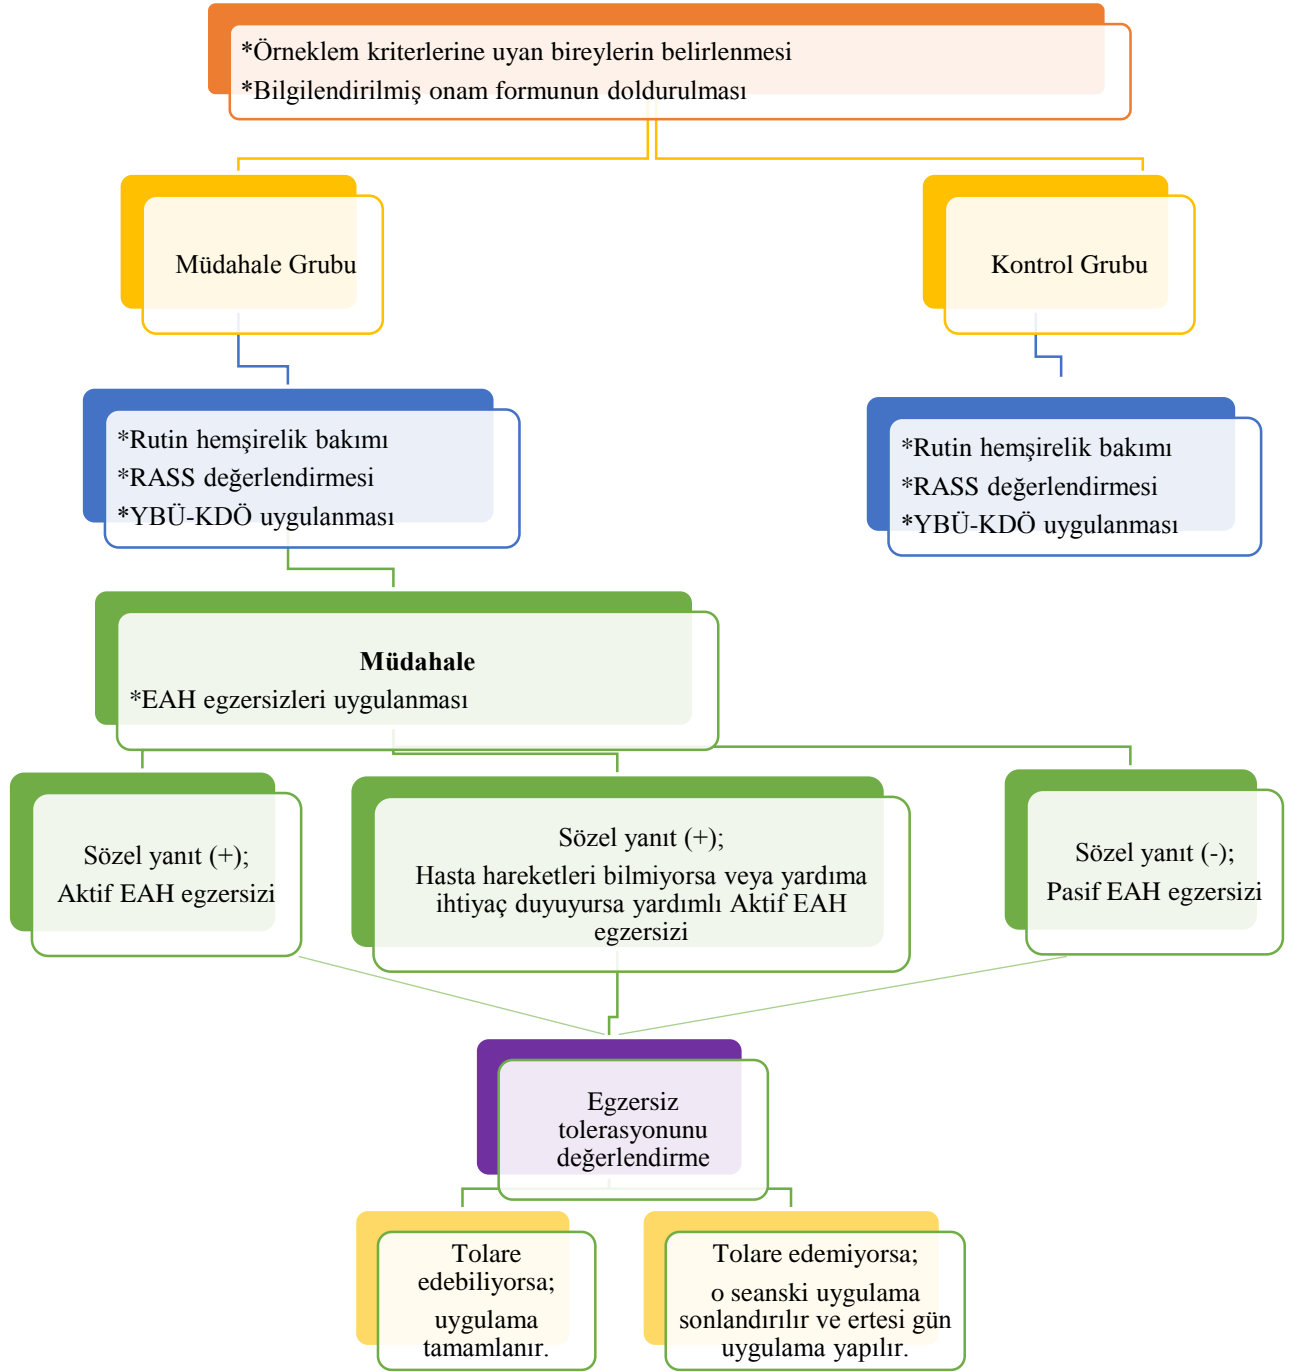 *Örneklem kriterlerine uyan bireylerin belirlenmesi
*Bilgilendirilmiş onam formunun doldurulması
Müdahale Grubu
Kontrol Grubu
*Rutin hemşirelik bakımı
*RASS değerlendirmesi
*YBÜ-KDÖ uygulanması
*Rutin hemşirelik bakımı
*RASS değerlendirmesi
*YBÜ-KDÖ uygulanması
Müdahale
*EAH egzersizleri uygulanması
Sözel yanıt (+);
Aktif EAH egzersizi
Sözel yanıt (+);
Hasta hareketleri bilmiyorsa veya yardıma
ihtiyaç duyuyursa yardımlı Aktif EAH
egzersizi
Sözel yanıt (-);
Pasif EAH egzersizi
Egzersiz
tolerasyonunu
değerlendirme
Tolare
edebiliyorsa;
uygulama
tamamlanır.
Tolare edemiyorsa;
o seanski uygulama
sonlandırılır ve ertesi gün
uygulama yapılır.